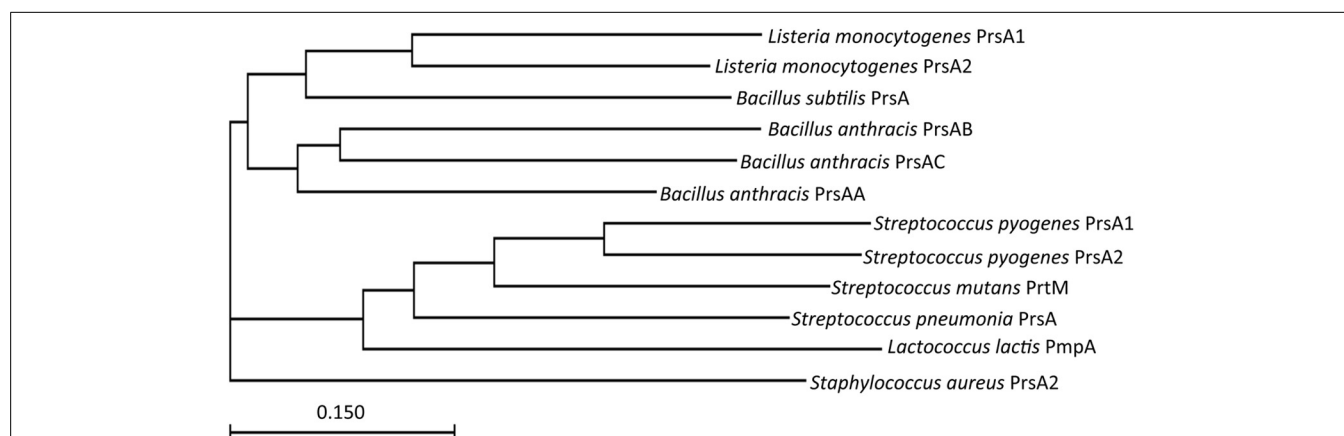 Listeria monocytogenes PrsA1
Listeria monocytogenes PrsA2
Bacillus subtilis PrsA
Bacillus anthracis PrsAB
Bacillus anthracis PrsAC
Bacillus anthracis PrsAA
Streptococcus pyogenes PrsA1
Streptococcus pyogenes PrsA2
Streptococcus mutans PrtM
Streptococcus pneumonia PrsA
Lactococcus lactis PmpA
Staphylococcus aureus PrsA2
0.150